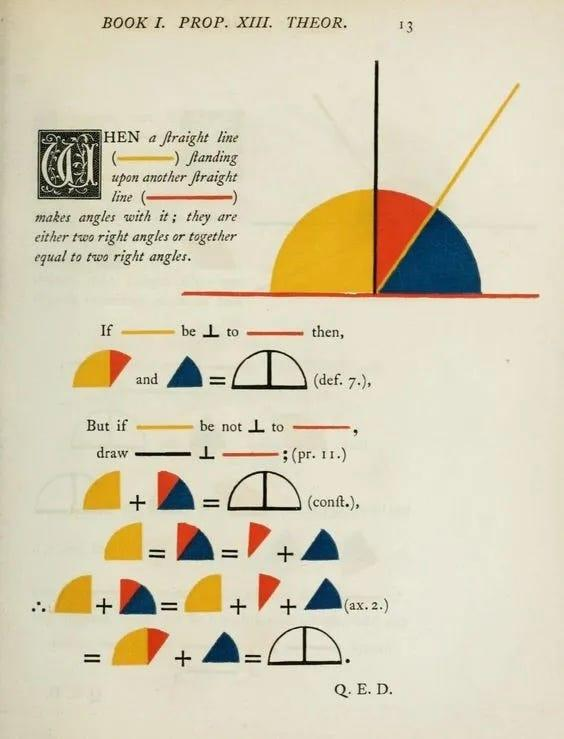 BOOK I. PROP. XIII. THEOR. 13
WHEN a ſtraight line
( ) ſtanding
upon another ſtraight
line ( )
makes angles with it; they are
either two right angles or together
equal to two right angles.
If be ⊥ to then,
and = (def. 7.),
But if be not ⊥ to ,
draw ⊥ ; (pr. 11.)
+ = (conſt.),
= = +
∴ + = + + (ax. 2.)
= + = .
Q. E. D.